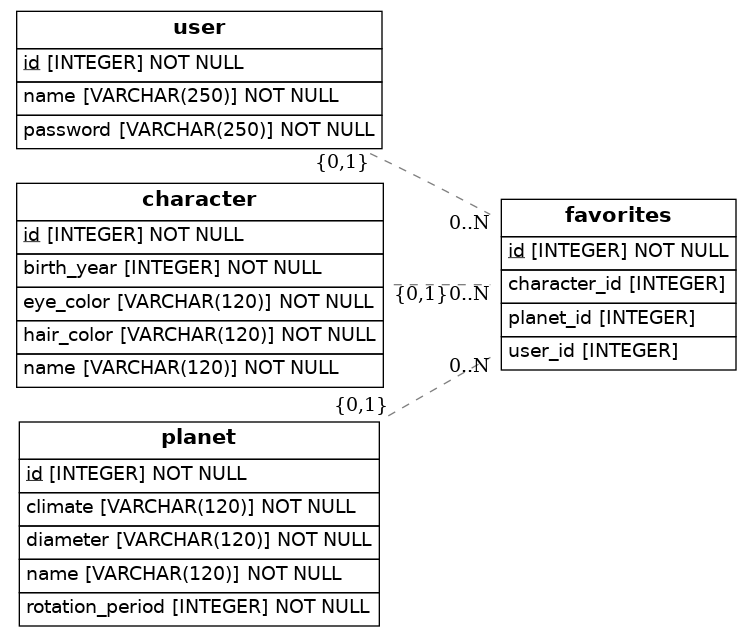 user
id [INTEGER] NOT NULL
name [VARCHAR(250)] NOT NULL
password [VARCHAR(250)] NOT NULL
{0,1}
0..N
character
id [INTEGER] NOT NULL
birth_year [INTEGER] NOT NULL
eye_color [VARCHAR(120)] NOT NULL
hair_color [VARCHAR(120)] NOT NULL
name [VARCHAR(120)] NOT NULL
{0,1}
0..N
favorites
id [INTEGER] NOT NULL
character_id [INTEGER]
planet_id [INTEGER]
user_id [INTEGER]
0..N
{0,1}
planet
id [INTEGER] NOT NULL
climate [VARCHAR(120)] NOT NULL
diameter [VARCHAR(120)] NOT NULL
name [VARCHAR(120)] NOT NULL
rotation_period [INTEGER] NOT NULL